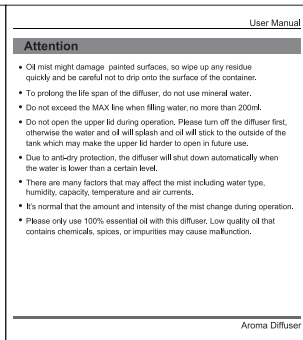 User Manual
Attention
• Oil mist might damage painted surfaces, so wipe up any residue
quickly and be careful not to drip onto the surface of the container.
• To prolong the life span of the diffuser, do not use mineral water.
• Do not exceed the MAX line when filling water, no more than 200ml.
• Do not open the upper lid during operation. Please turn off the diffuser first,
otherwise the water and oil will splash and oil will stick to the outside of the
tank which may make the upper lid harder to open in future use.
• Due to anti-dry protection, the diffuser will shut down automatically when
the water is lower than a certain level.
• There are many factors that may affect the mist including water type,
humidity, capacity, temperature and air currents.
• It's normal that the amount and intensity of the mist change during operation.
• Please only use 100% essential oil with this diffuser. Low quality oil that
contains chemicals, spices, or impurities may cause malfunction.
Aroma Diffuser